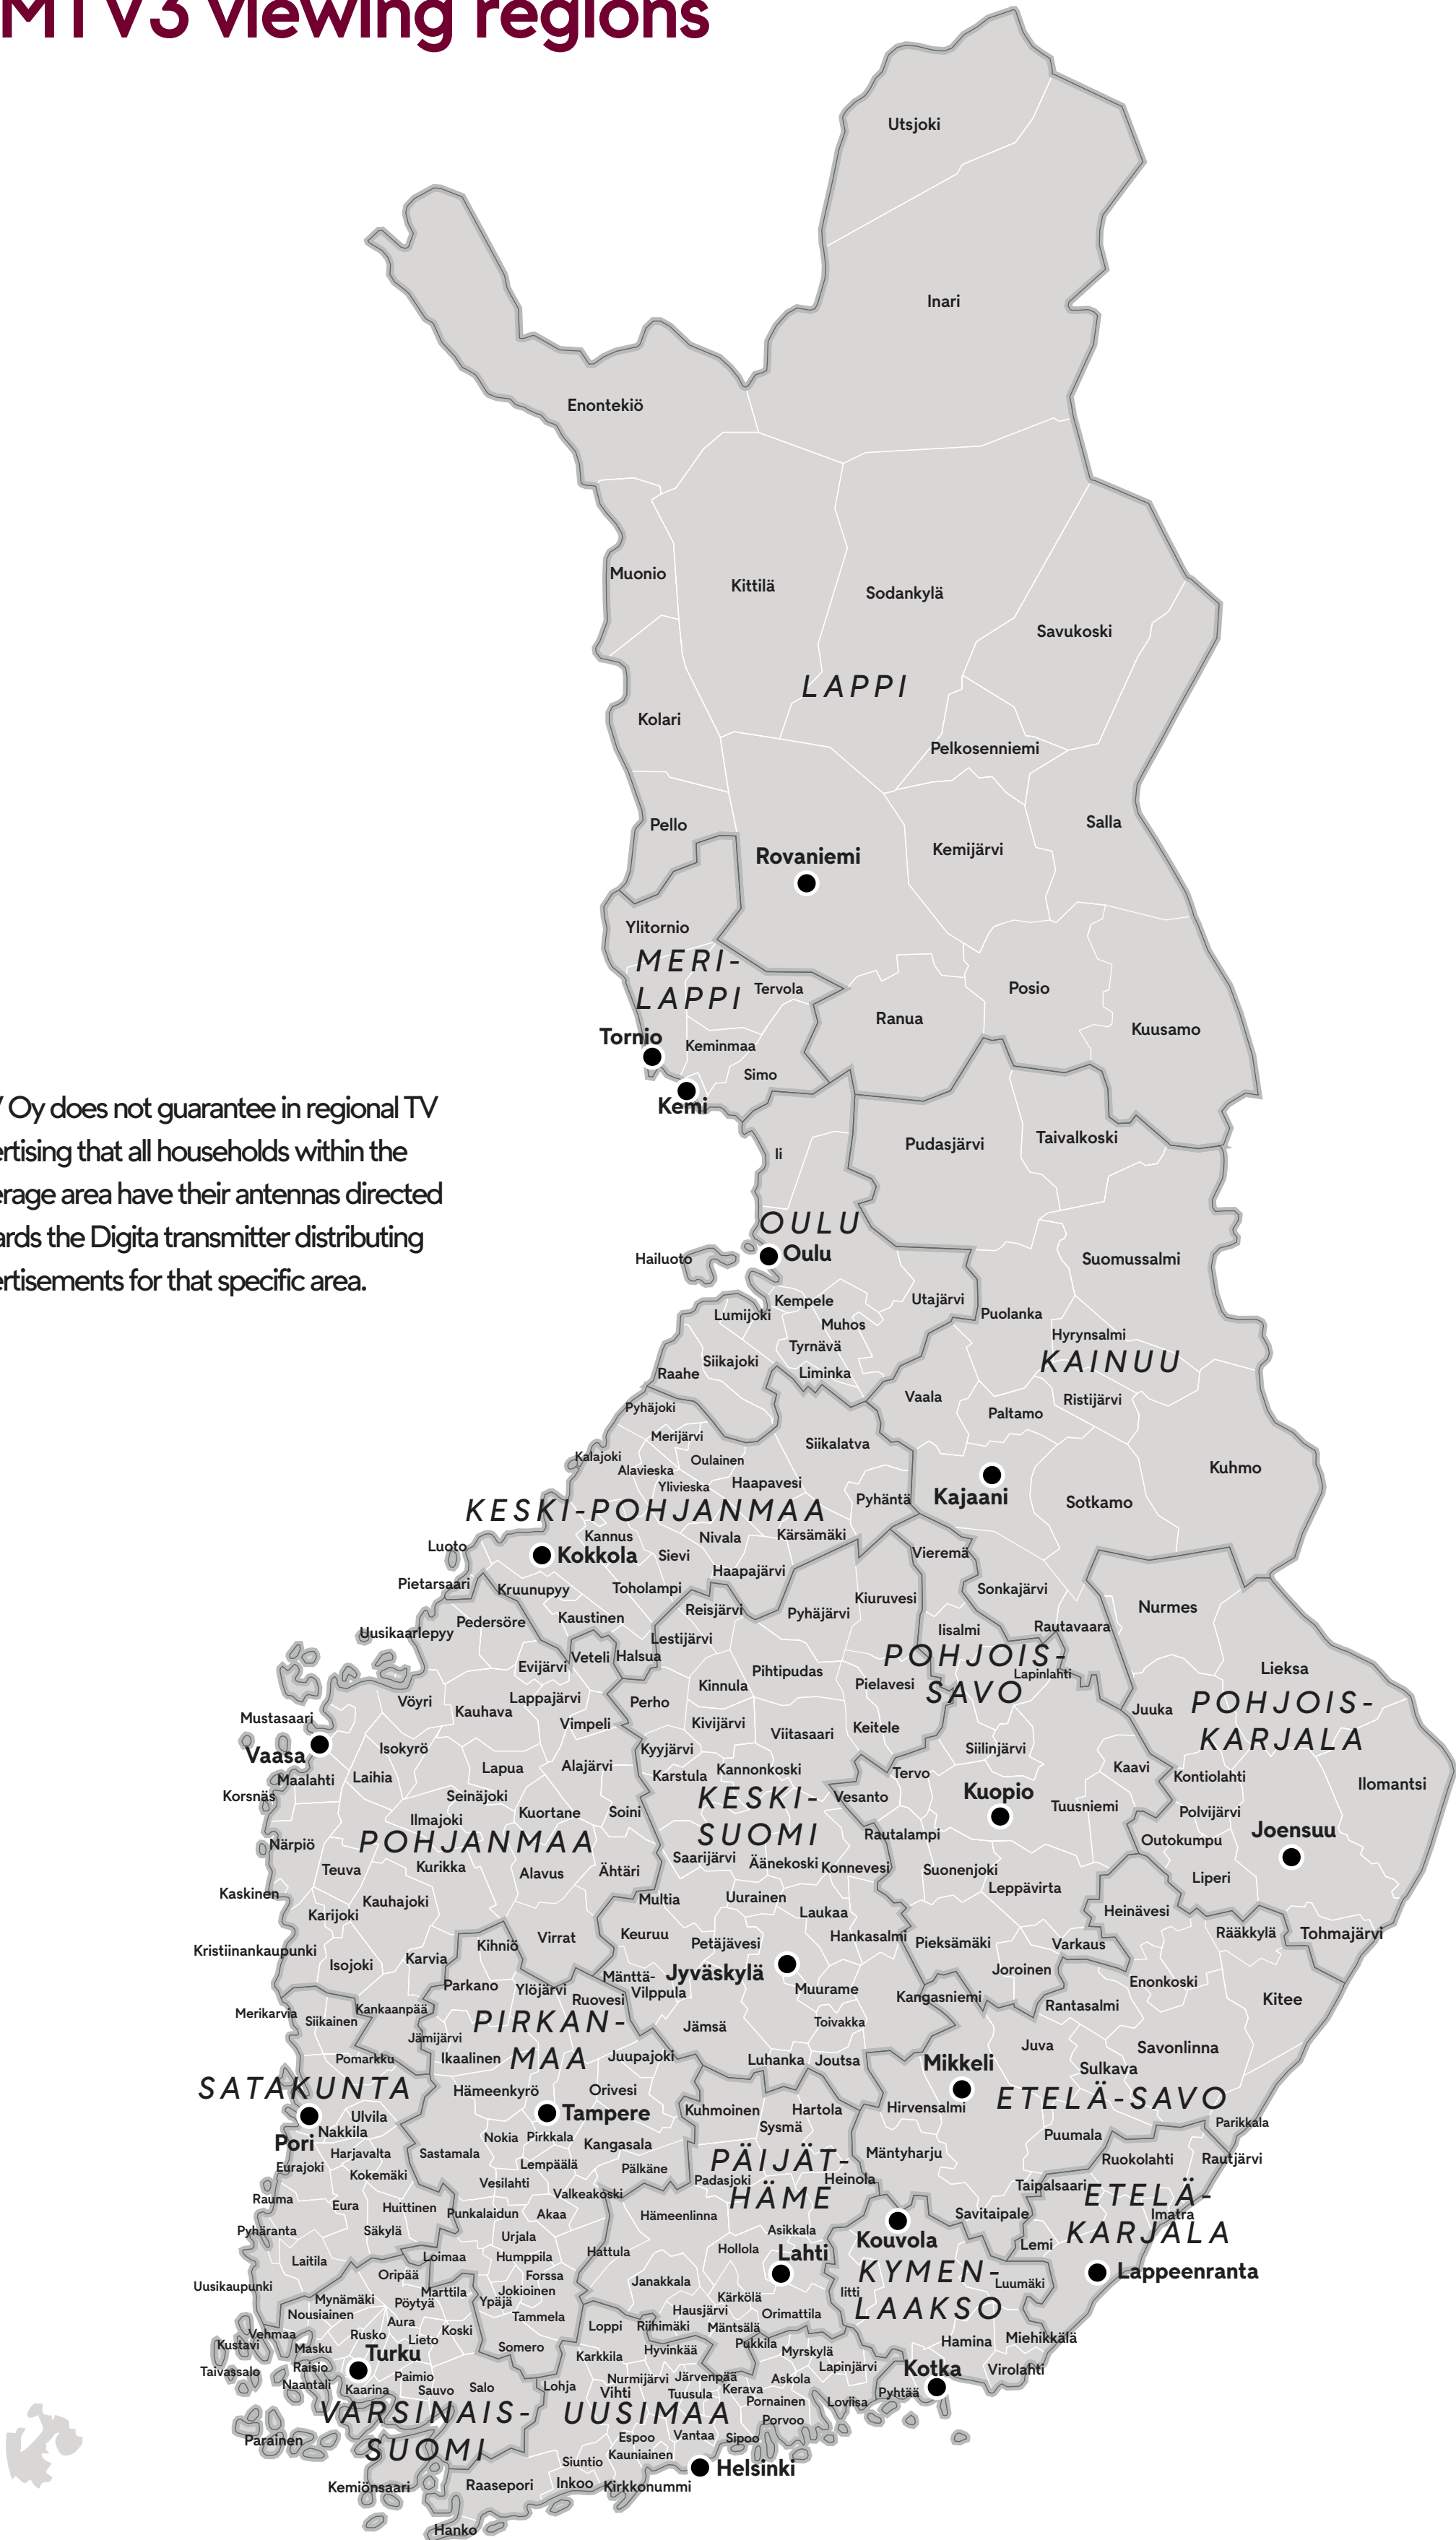 MTV3 viewing regions
Utsjoki
Inari
Enontekiö
Muonio
Kittilä
Sodankylä
Savukoski
LAPPI
Kolari
Pelkosenniemi
Pello
Salla
Rovaniemi
Kemijärvi
Ylitornio
MERI-
LAPPI
Tervola
Posio
Ranua
Kuusamo
Tornio
Keminmaa
Simo
Kemi
Oy does not guarantee in regional TV
ertising that all households within the
erage area have their antennas directed
ards the Digita transmitter distributing
ertisements for that specific area.
Ii
Pudasjärvi
Taivalkoski
OULU
Hailuoto
Oulu
Suomussalmi
Kempele
Utajärvi
Lumijoki
Muhos
Puolanka
Hyrynsalmi
Tyrnävä
KAINUU
Siikajoki
Raahe
Liminka
Vaala
Ristijärvi
Pyhäjoki
Paltamo
Merijärvi
Siikalatva
Kalajoki
Oulainen
Alavieska
Kuhmo
Ylivieska
Haapavesi
Pyhäntä
Kajaani
Sotkamo
KESKI-POHJANMAA
Kannus
Nivala
Kärsämäki
Luoto
Kokkola
Sievi
Vieremä
Haapajärvi
Pietarsaari
Kruunupyy
Toholampi
Sonkajärvi
Kiuruvesi
Nurmes
Reisjärvi
Pyhäjärvi
Pedersöre
Kaustinen
Rautavaara
Uusikaarlepyy
Iisalmi
Lestijärvi
POHJOIS-
SAVO
Veteli
Halsua
Evijärvi
Lapinlahti
Lieksa
Pihtipudas
Kinnula
Pielavesi
Vöyri
Lappajärvi
Perho
POHJOIS-
KARJALA
Juuka
Kauhava
Mustasaari
Vimpeli
Kivijärvi
Keitele
Viitasaari
Vaasa
Isokyrö
Kyyjärvi
Siilinjärvi
Maalahti
Laihia
Lapua
Alajärvi
Karstula
Kannonkoski
Tervo
Kaavi
Kontiolahti
Ilomantsi
Korsnäs
Seinäjoki
KESKI-
SUOMI
Vesanto
Kuopio
Tuusniemi
Ilmajoki
Kuortane
Soini
Polvijärvi
Joensuu
POHJANMAA
Närpiö
Rautalampi
Outokumpu
Saarijärvi
Äänekoski
Konnevesi
Teuva
Kurikka
Alavus
Ähtäri
Suonenjoki
Liperi
Leppävirta
Kaskinen
Kauhajoki
Multia
Uurainen
Karijoki
Laukaa
Heinävesi
Keuruu
Hankasalmi
Rääkkylä
Tohmajärvi
Virrat
Petäjävesi
Pieksämäki
Varkaus
Kihniö
Kristiinankaupunki
Karvia
Isojoki
Jyväskylä
Joroinen
Mänttä-
Vilppula
Parkano
Ylöjärvi
Muurame
Enonkoski
Ruovesi
Kangasniemi
Kitee
Merikarvia
Kankaanpää
Rantasalmi
Siikainen
PIRKAN-
MAA
Jämsä
Toivakka
Jämijärvi
Juva
Savonlinna
Pomarkku
Ikaalinen
Juupajoki
Luhanka
Joutsa
Mikkeli
Sulkava
SATAKUNTA
Hämeenkyrö
Orivesi
ETELÄ-SAVO
Ulvila
Tampere
Kuhmoinen
Hartola
Hirvensalmi
Parikkala
Nakkila
Sysmä
Puumala
Pori
Nokia
Pirkkala
Kangasala
Harjavalta
Sastamala
PÄIJÄT-
HÄME
Mäntyharju
Ruokolahti
Rautjärvi
Eurajoki
Kokemäki
Lempäälä
Pälkäne
Padasjoki
Heinola
Vesilahti
Taipalsaari
ETELÄ-
KARJALA
Rauma
Eura
Huittinen
Valkeakoski
Punkalaidun
Akaa
Hämeenlinna
Savitaipale
Imatra
Pyhäranta
Säkylä
Urjala
Asikkala
Kouvola
Lemi
Laitila
Loimaa
Humppila
Hattula
Hollola
Lahti
KYMEN-
LAAKSO
Lappeenranta
Oripää
Forssa
Janakkala
Luumäki
Uusikaupunki
Marttila
Jokioinen
Iitti
Mynämäki
Pöytyä
Ypäjä
Kärkölä
Nousiainen
Tammela
Hausjärvi
Orimattila
Aura
Loppi
Riihimäki
Mäntsälä
Vehmaa
Rusko
Koski
Hamina
Miehikkälä
Kustavi
Masku
Lieto
Somero
Pukkila
Hyvinkää
Myrskylä
Turku
Karkkila
Lapinjärvi
Kotka
Virolahti
Taivassalo
Raisio
Paimio
Nurmijärvi
Järvenpää
Askola
Naantali
Kaarina
Sauvo
Salo
Lohja
Vihti
Tuusula
Kerava
Pyhtää
Pornainen
Loviisa
VARSINAIS-
SUOMI
UUSIMAA
Porvoo
Parainen
Espoo
Vantaa
Sipoo
Kauniainen
Siuntio
Helsinki
Kemiönsaari
Raasepori
Inkoo
Kirkkonummi
Hanko